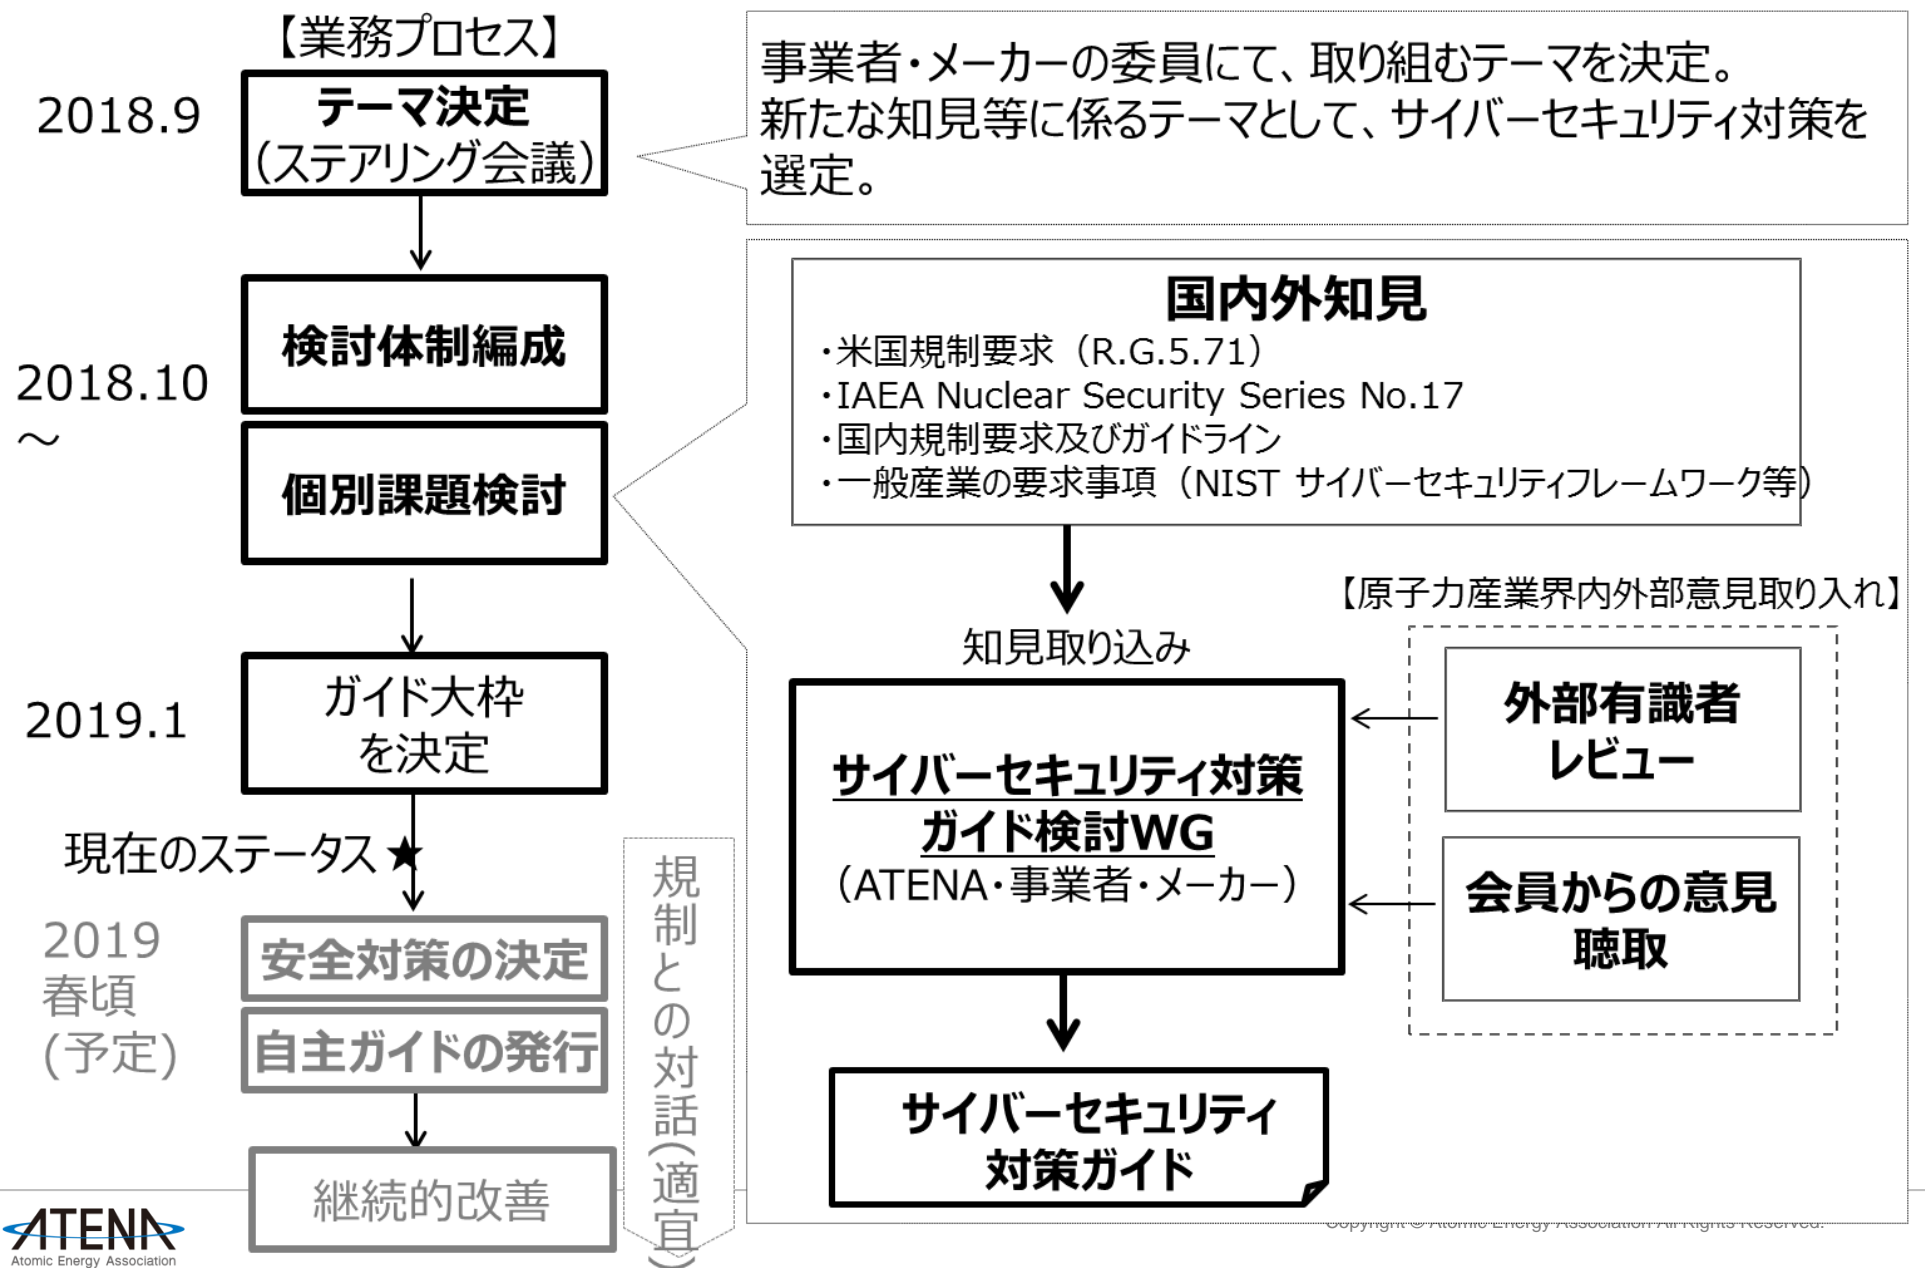 【業務プロセス】
2018.9
テーマ決定
（ステアリング会議）
事業者・メーカーの委員にて、取り組むテーマを決定。
新たな知見等に係るテーマとして、サイバーセキュリティ対策を
選定。
2018.10
～
検討体制編成
個別課題検討
国内外知見
・米国規制要求（R.G.5.71）
・IAEA Nuclear Security Series No.17
・国内規制要求及びガイドライン
・一般産業の要求事項（NIST サイバーセキュリティフレームワーク等）
知見取り込み
【原子力産業界内外部意見取り入れ】
2019.1
ガイド大枠
を決定
サイバーセキュリティ対策
ガイド検討WG
（ATENA・事業者・メーカー）
外部有識者
レビュー
会員からの意見
聴取
現在のステータス★
2019
春頃
(予定)
安全対策の決定
自主ガイドの発行
継続的改善
規制との対話(適宜)
サイバーセキュリティ
対策ガイド
ATENA
Atomic Energy Association
Copyright © Atomic Energy Association All Rights Reserved.